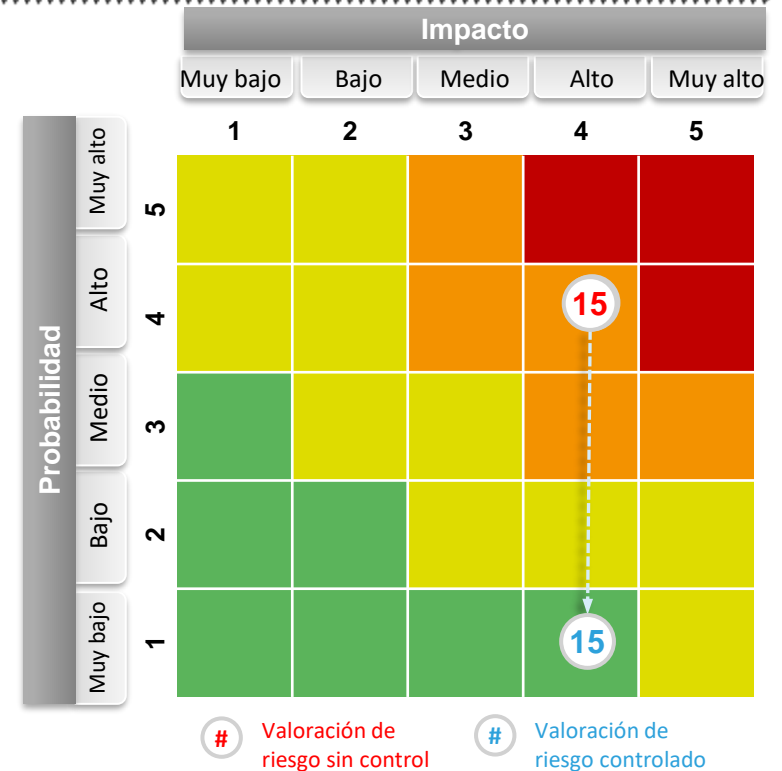 Impacto
Muy bajo Bajo Medio Alto Muy alto
1 2 3 4 5
Probabilidad
Muy alto 5
Alto 4
15
Medio 3
Bajo 2
Muy bajo 1
15
# Valoración de
riesgo sin control
# Valoración de
riesgo controlado